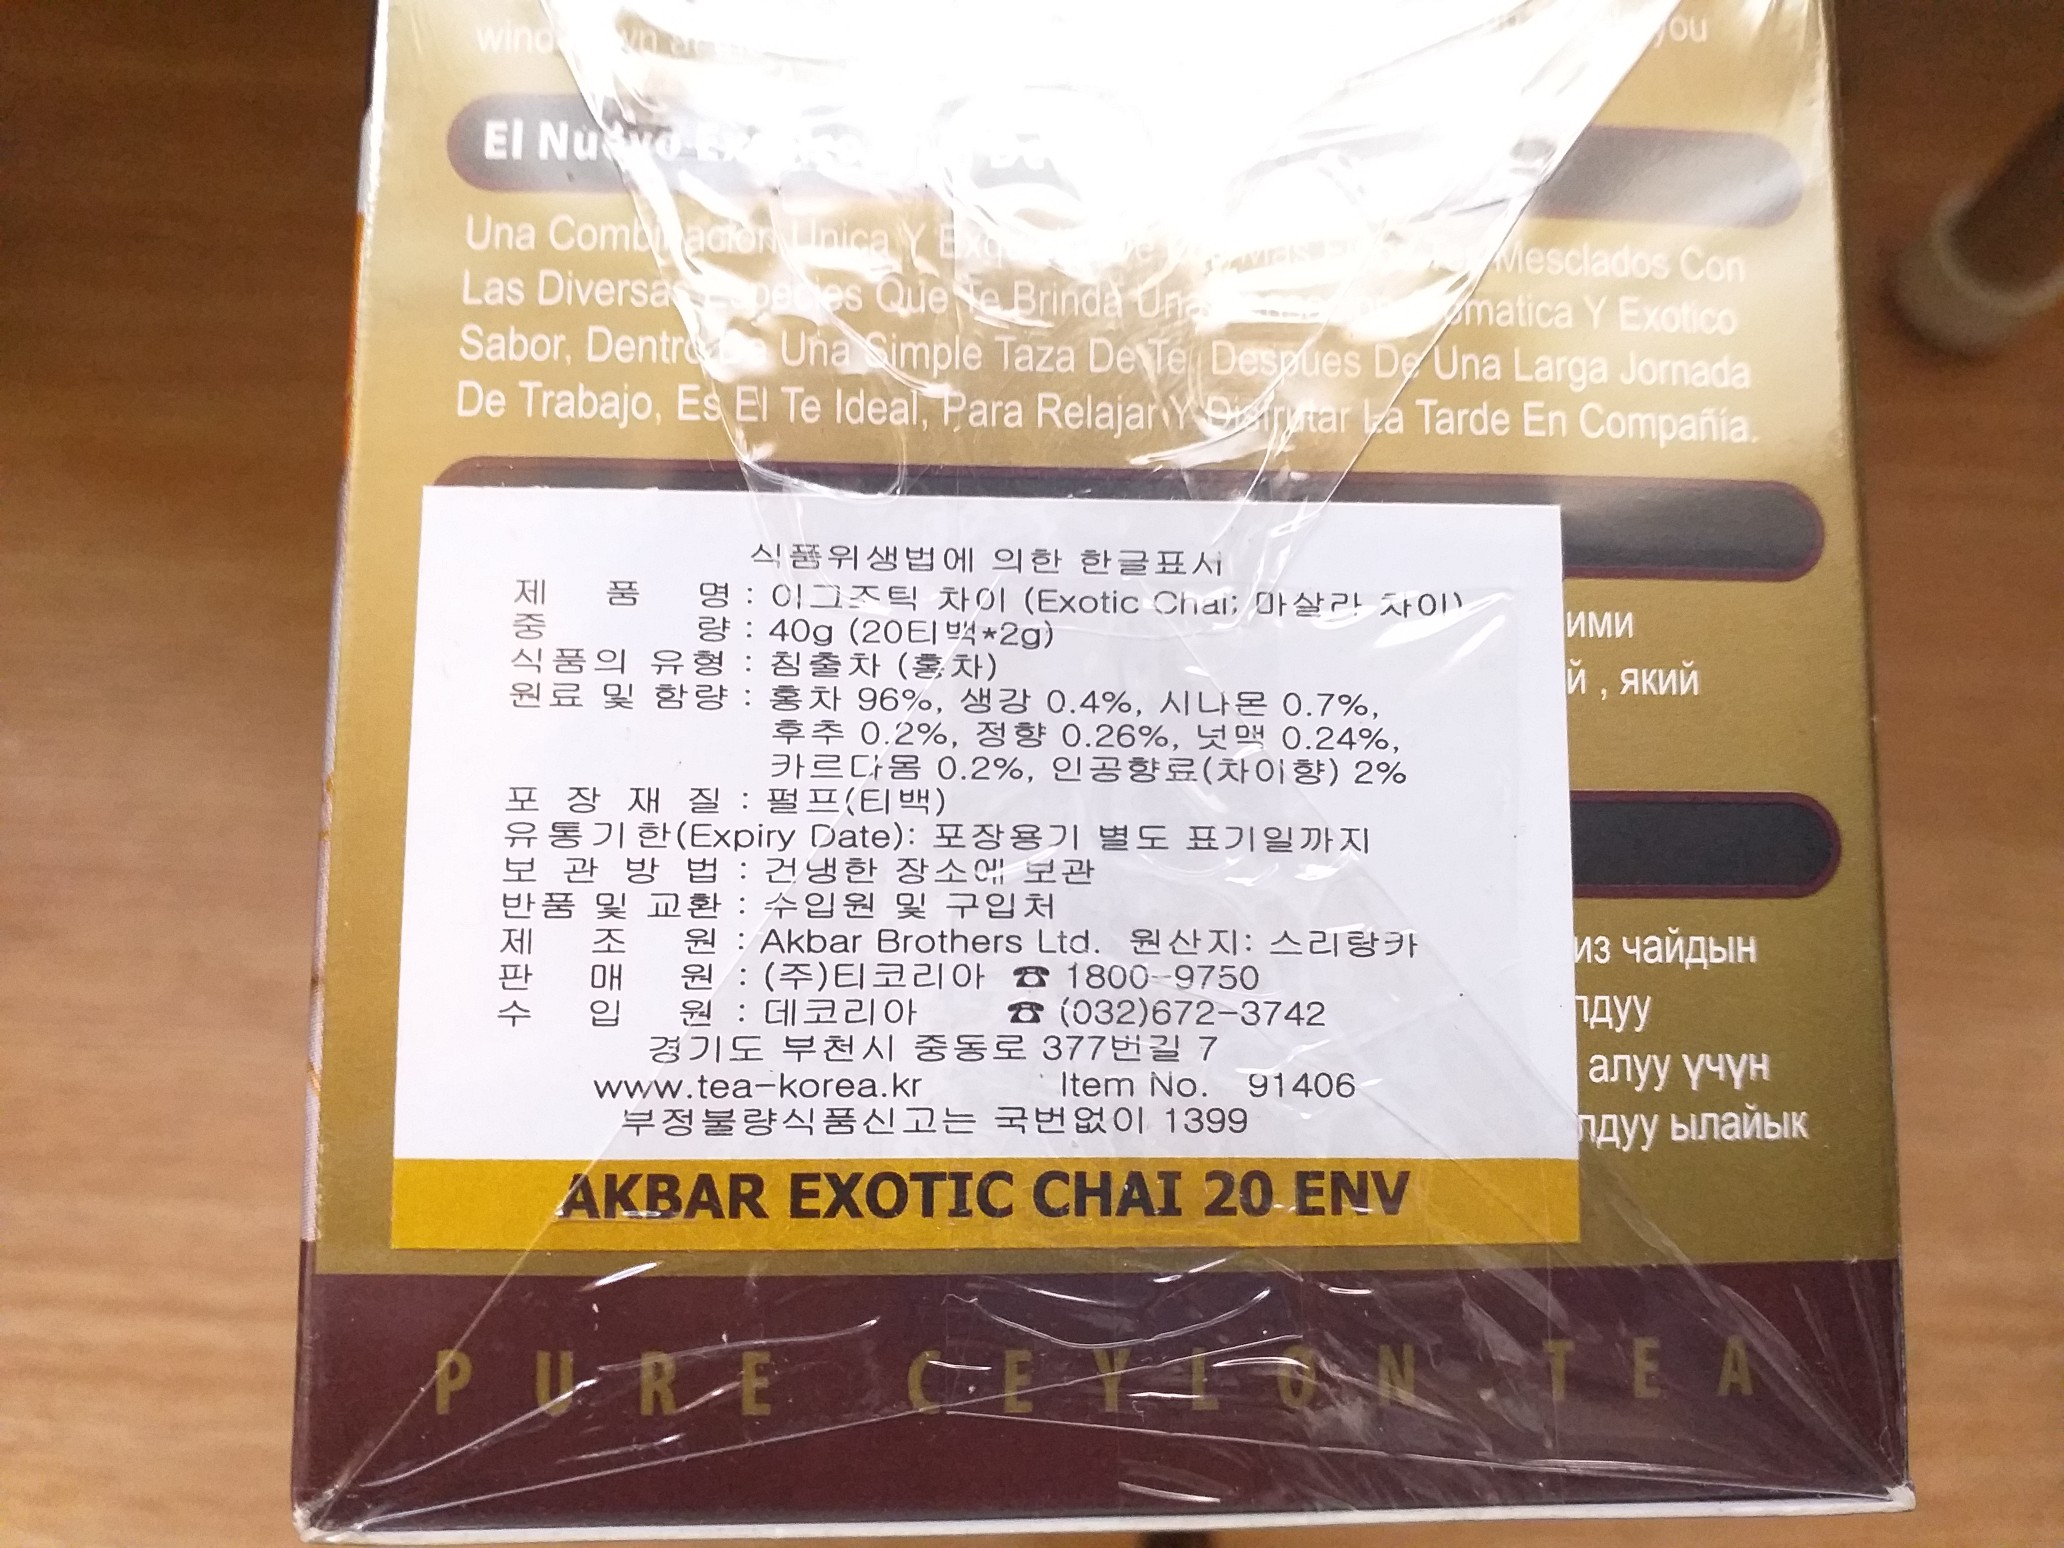 you
El Nuevo
Una Combinacion Unica Y Mesclados Con
Las Diversas Especies Que Te Brinda Una Y Exotico
Sabor, Dentro De Una Simple Taza De Te, Despues De Una Larga Jornada
De Trabajo, Es El Te Ideal, Para Relajar Y Disfrutar La Tarde En Compañía.
식품위생법에 의한 한글표시
제 품 명 : 이그조틱 차이 (Exotic Chai; 마살라 차이)
중 량 : 40g (20티백*2g)
식품의 유형 : 침출차 (홍차)
원료 및 함량 : 홍차 96%, 생강 0.4%, 시나몬 0.7%,
후추 0.2%, 정향 0.26%, 넛맥 0.24%,
카르다몸 0.2%, 인공향료(차이향) 2%
포 장 재 질 : 펄프(티백)
유통기한(Expiry Date): 포장용기 별도 표기일까지
보 관 방 법 : 건냉한 장소에 보관
반품 및 교환 : 수입원 및 구입처
제 조 원 : Akbar Brothers Ltd. 원산지: 스리랑카
판 매 원 : (주)티코리아 ☎ 1800-9750
수 입 원 : 데코리아 ☎ (032)672-3742
경기도 부천시 중동로 377번길 7
www.tea-korea.kr Item No. 91406
부정불량식품신고는 국번없이 1399
AKBAR EXOTIC CHAI 20 ENV
ими
й , який
из чайдын
лдуу
алуу үчүн
лдуу ылайык
PURE CEYLON TEA